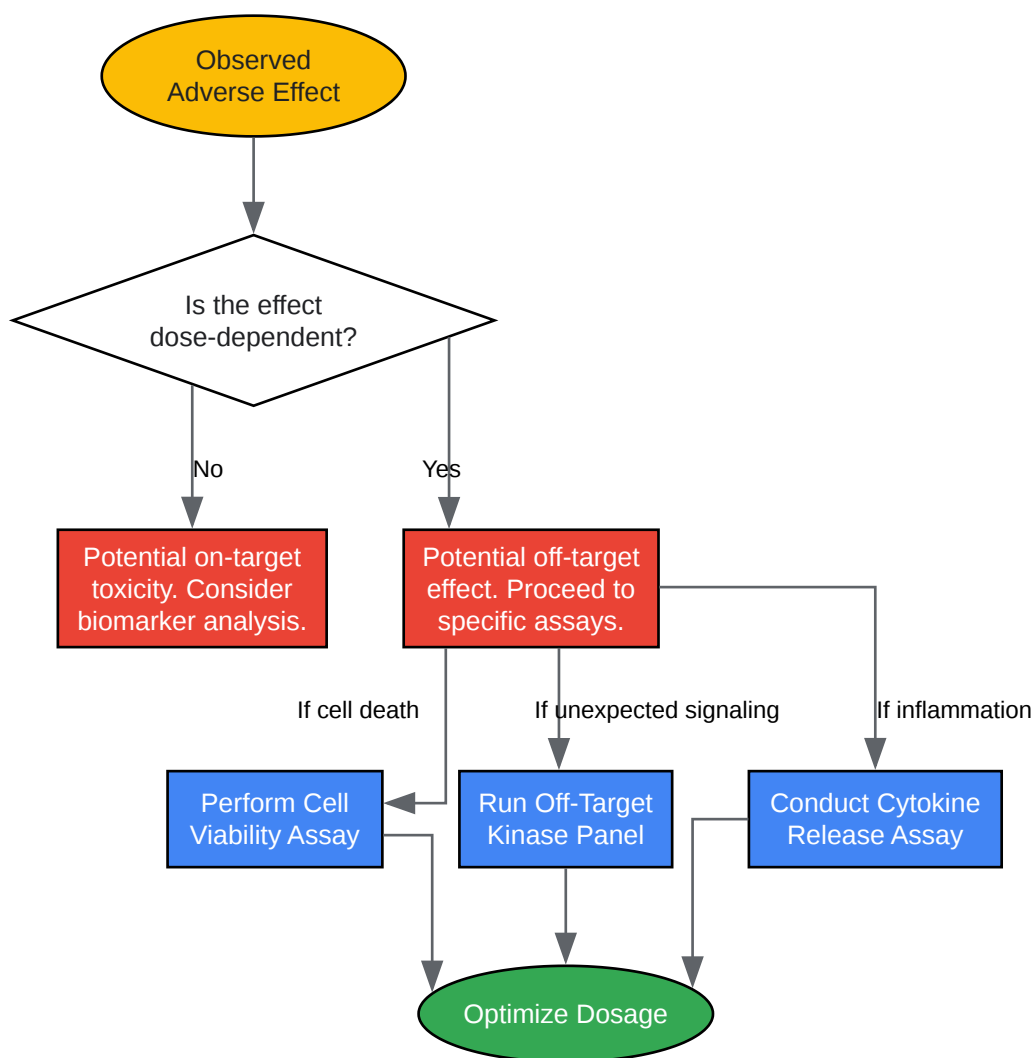 Observed
Adverse Effect
Is the effect
dose-dependent?
No
Yes
Potential on-target
toxicity. Consider
biomarker analysis.
Potential off-target
effect. Proceed to
specific assays.
If cell death
If unexpected signaling
If inflammation
Perform Cell
Viability Assay
Run Off-Target
Kinase Panel
Conduct Cytokine
Release Assay
Optimize Dosage